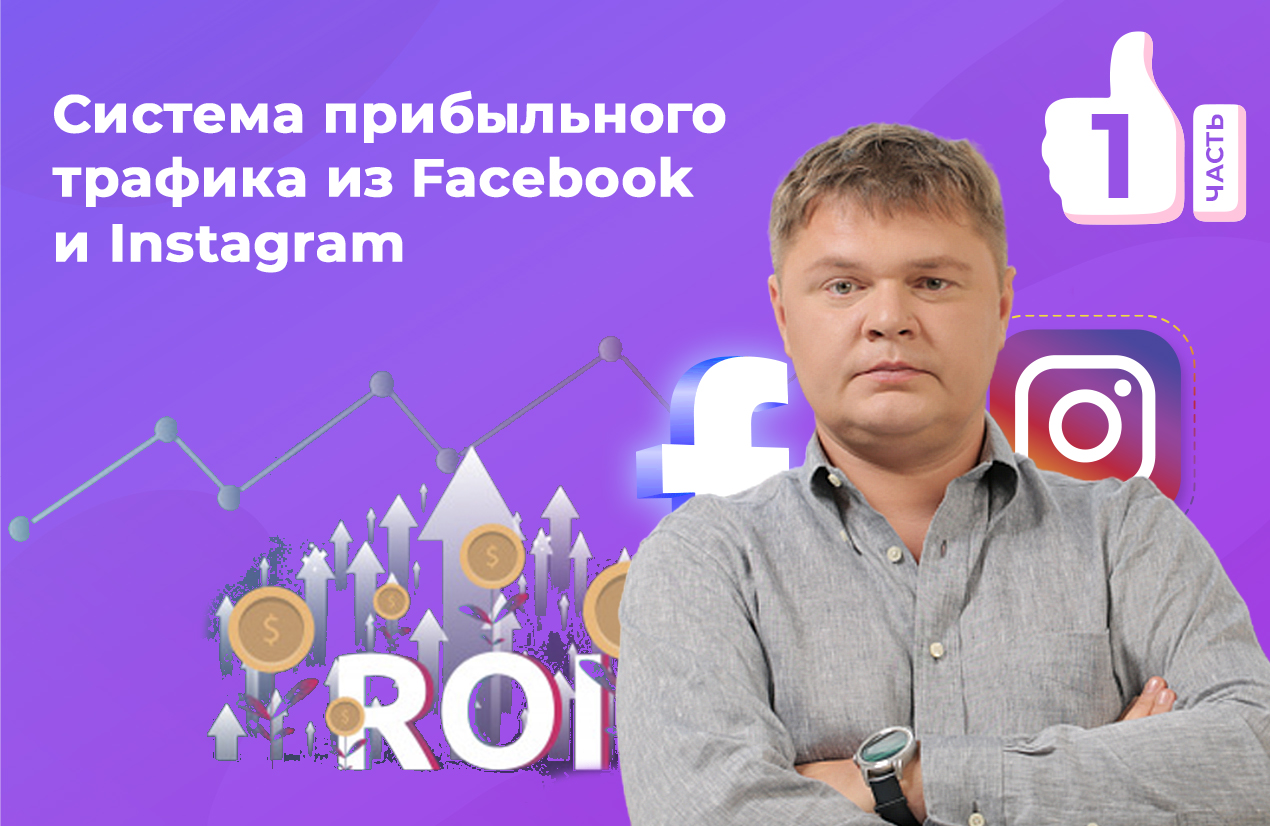 Система прибыльного
трафика из Facebook
и Instagram
1
ЧАСТЬ
f
$
$
$
$
ROI